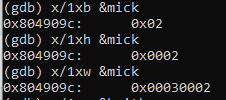 (gdb) x/1xb &mick
0x804909c:      0x02
(gdb) x/1xh &mick
0x804909c:      0x0002
(gdb) x/1xw &mick
0x804909c:      0x00030002